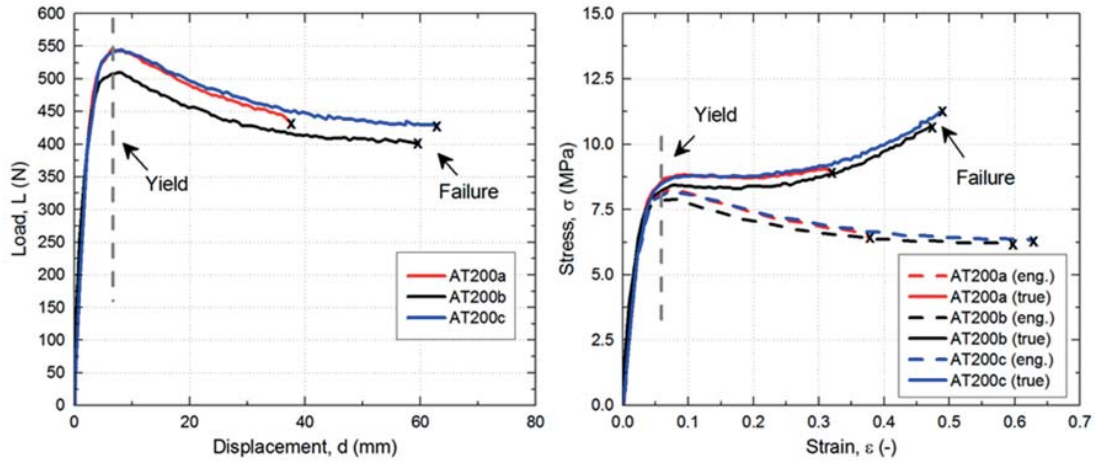 600
550
500
450
400
350
300
250
200
150
100
50
0
Load, L (N)
Yield
Failure
AT200a
AT200b
AT200c
0 20 40 60 80
Displacement, d (mm)
15.0
12.5
10.0
7.5
5.0
2.5
0.0
Stress, σ (MPa)
Yield
Failure
AT200a (eng.)
AT200a (true)
AT200b (eng.)
AT200b (true)
AT200c (eng.)
AT200c (true)
0.0 0.1 0.2 0.3 0.4 0.5 0.6 0.7
Strain, ε (-)